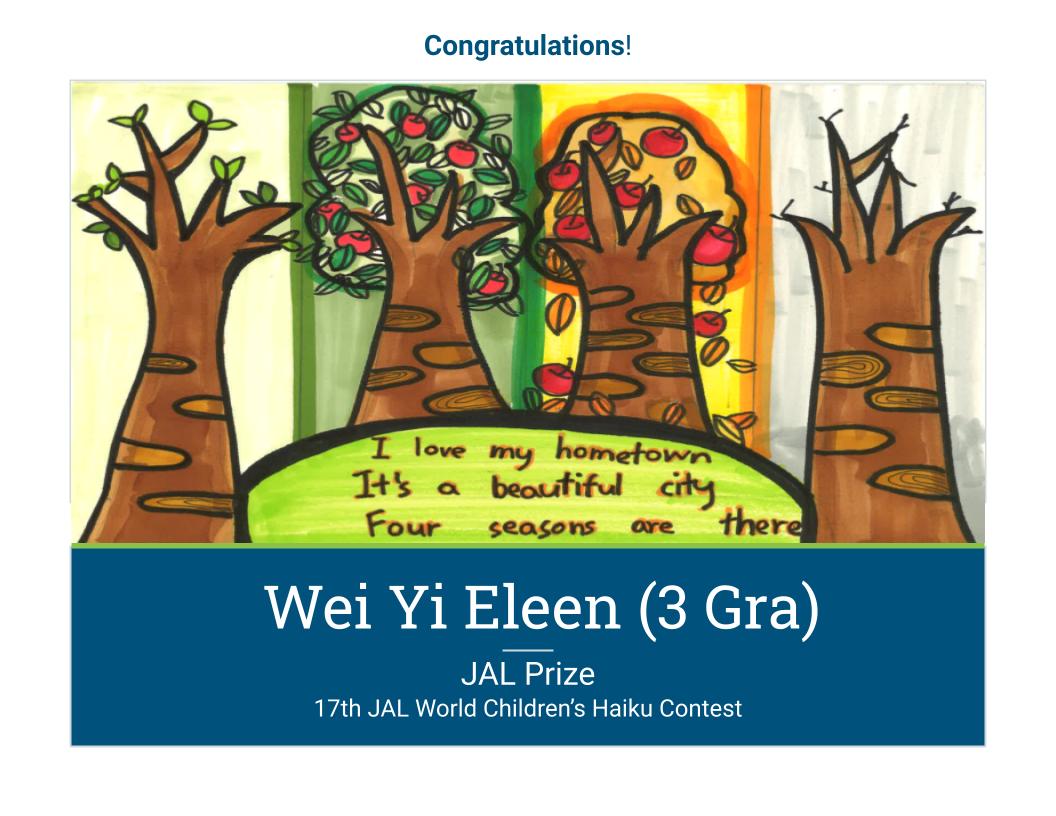 Congratulations!
I love my hometown
It's a beautiful city
Four seasons are there
Wei Yi Eleen (3 Gra)
JAL Prize
17th JAL World Children’s Haiku Contest